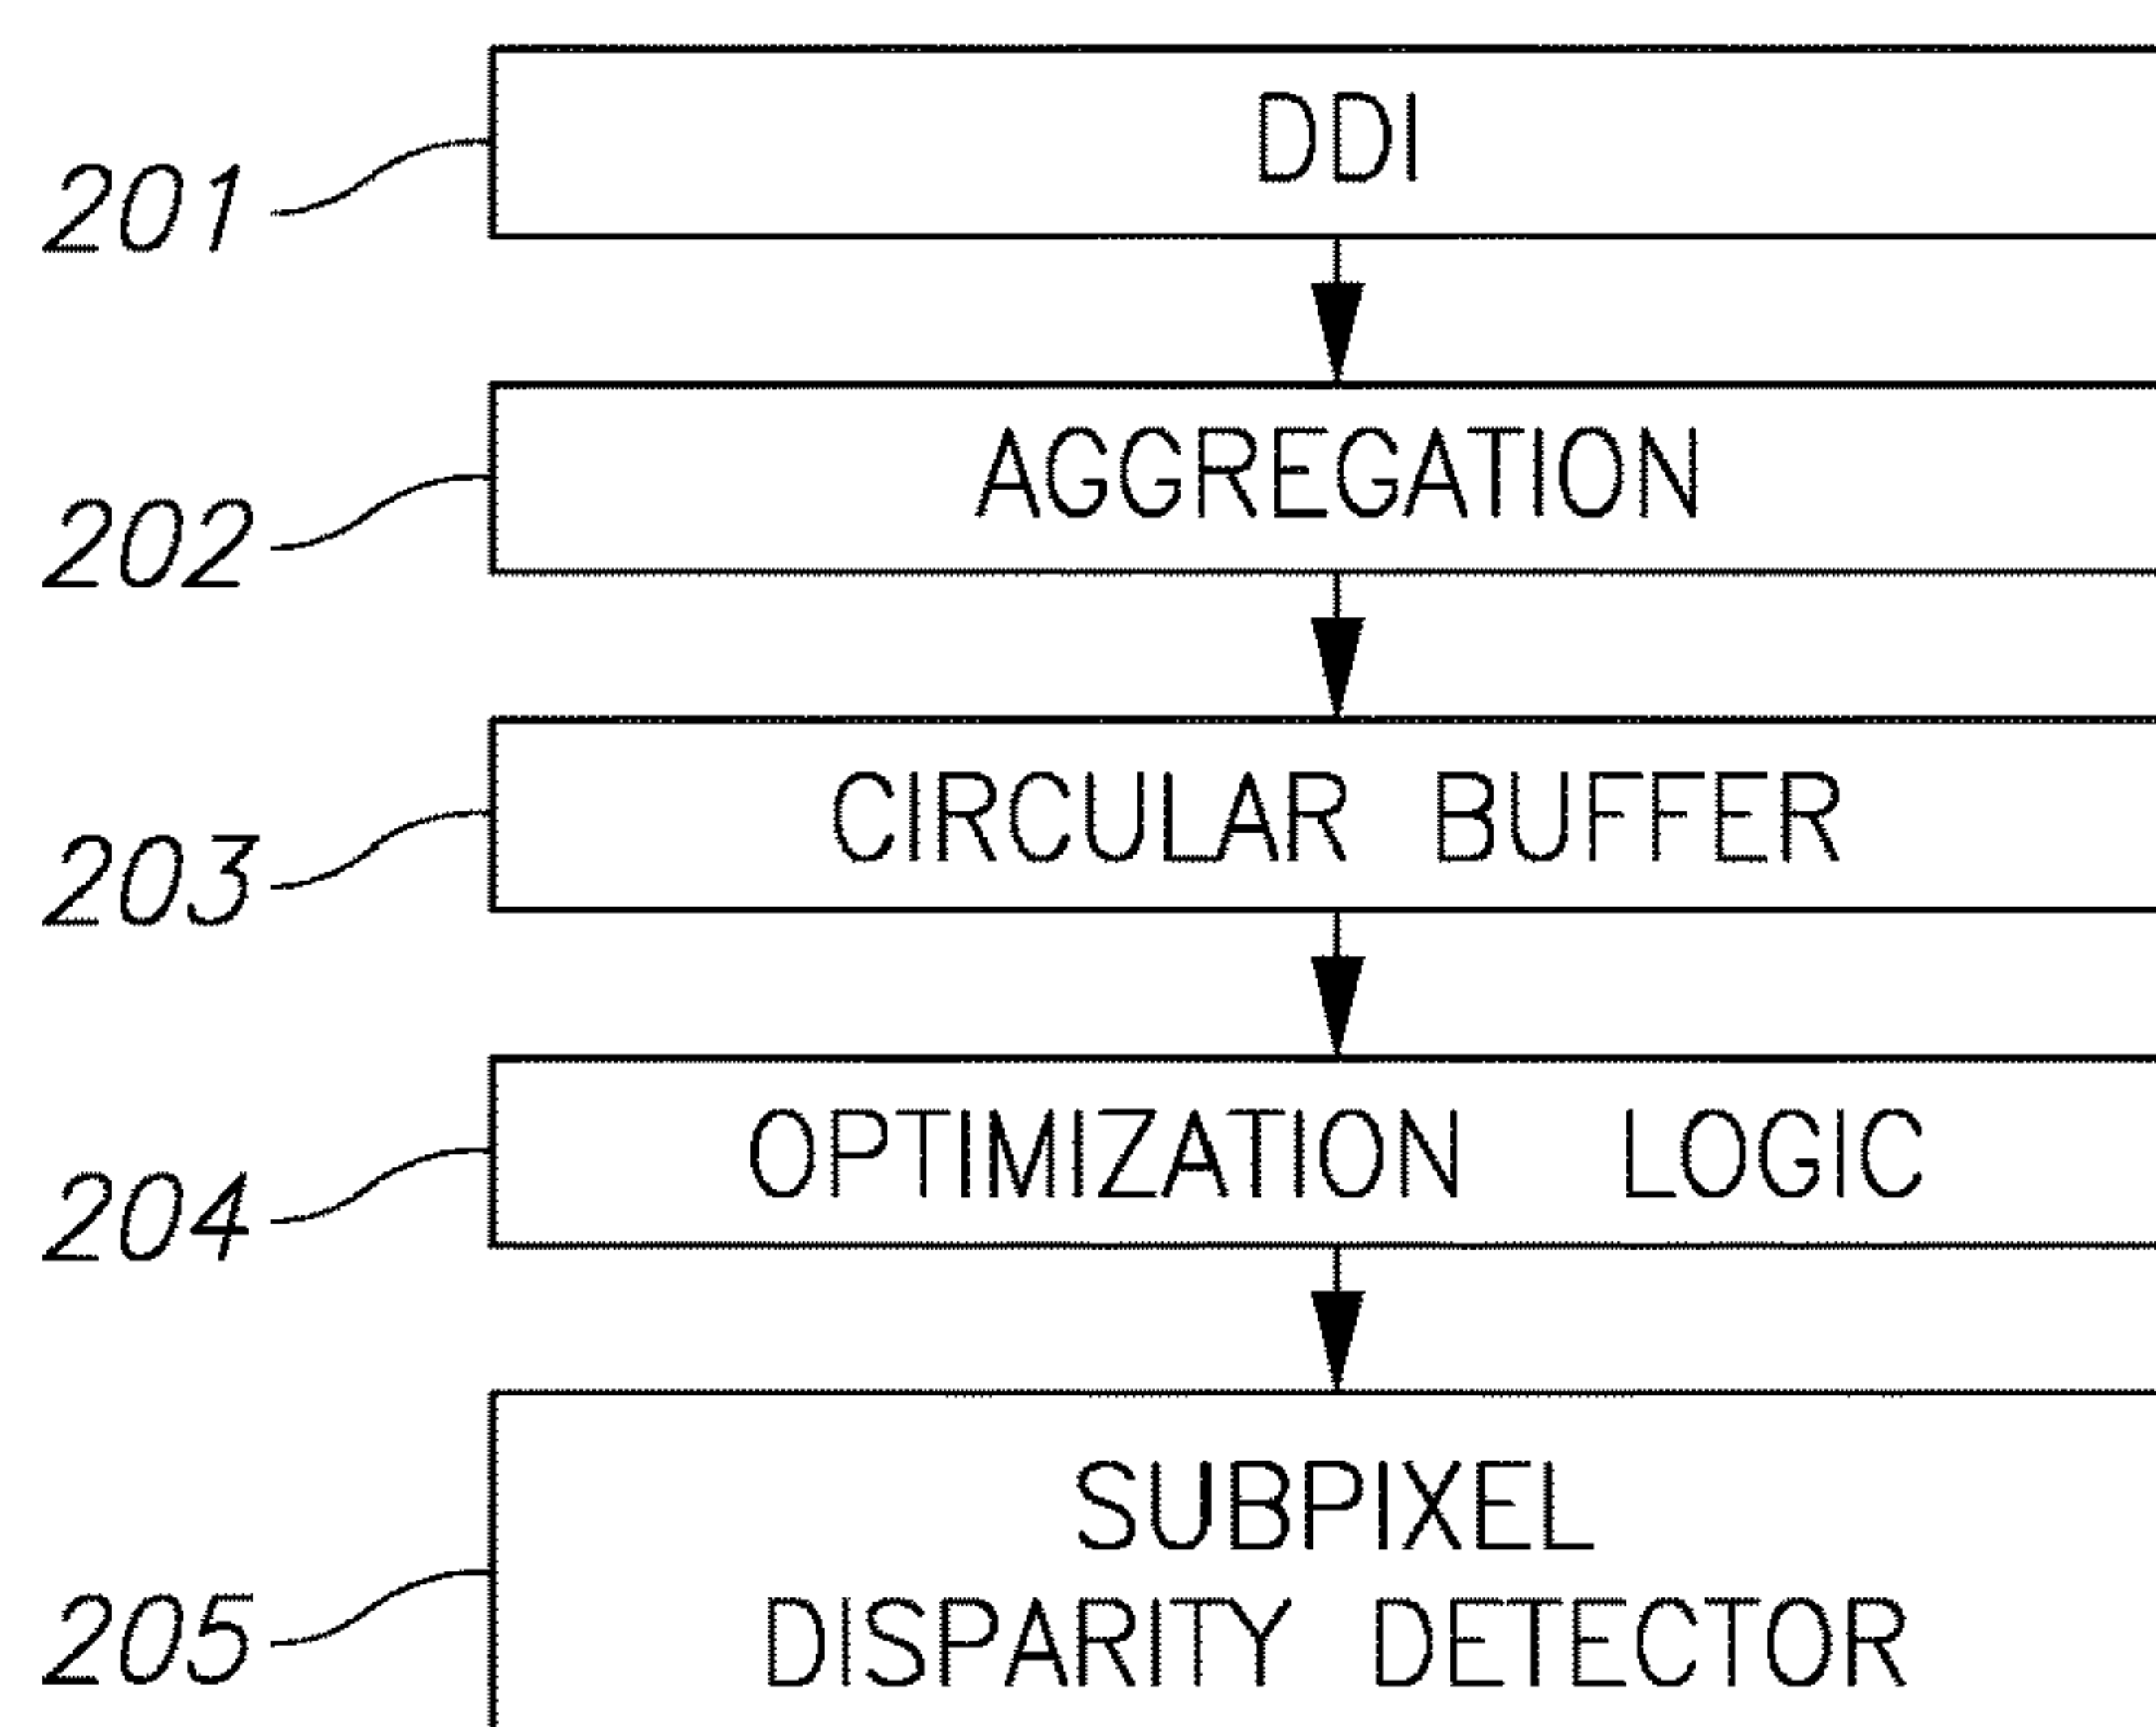 DDI
201
AGGREGATION
202
CIRCULAR BUFFER
203
OPTIMIZATION LOGIC
204
SUBPIXEL
DISPARITY DETECTOR
205